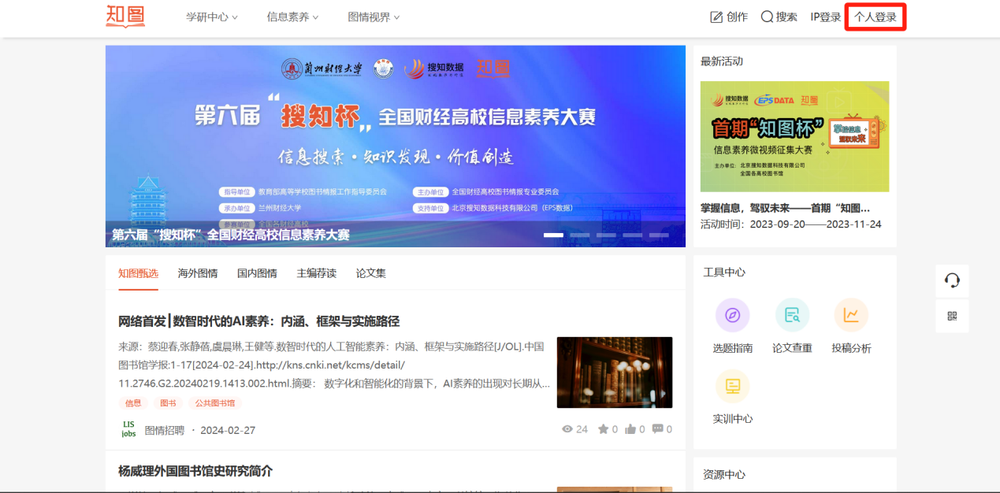 知图
学研中心
信息素养
图情视界
创作
搜索
IP登录
个人登录
兰州财经大学
搜知数据
知图
第六届“搜知杯”全国财经高校信息素养大赛
信息搜索·知识发现·价值创造
指导单位 教育部高等学校图书情报工作指导委员会
主办单位 全国财经高校图书情报专业委员会
承办单位 兰州财经大学
支持单位 北京搜知数据科技有限公司（EPS数据）
参赛单位 全国各财经高校
第六届“搜知杯”全国财经高校信息素养大赛
最新活动
搜知数据
EPSDATA
知图
首期“知图杯”
信息素养微视频征集大赛
掌握信息
驾驭未来
主办单位：北京搜知数据科技有限公司
全国各高校图书馆
掌握信息，驾驭未来——首期“知图...
活动时间：2023-09-20——2023-11-24
知图甄选
海外图情
国内图情
主编荐读
论文集
网络首发|数智时代的AI素养：内涵、框架与实施路径
来源：蔡迎春,张静蓓,虞晨琳,王健等.数智时代的人工智能素养：内涵、框架与实施路径[J/OL].中国
图书馆学报:1-17[2024-02-24].http://kns.cnki.net/kcms/detail/
11.2746.G2.20240219.1413.002.html.摘要： 数字化和智能化的背景下，AI素养的出现对长期从...
信息
图书
公共图书馆
LIS
jobs
图情招聘 · 2024-02-27
24
0
0
0
杨威理外国图书馆史研究简介
工具中心
选题指南
论文查重
投稿分析
实训中心
资源中心